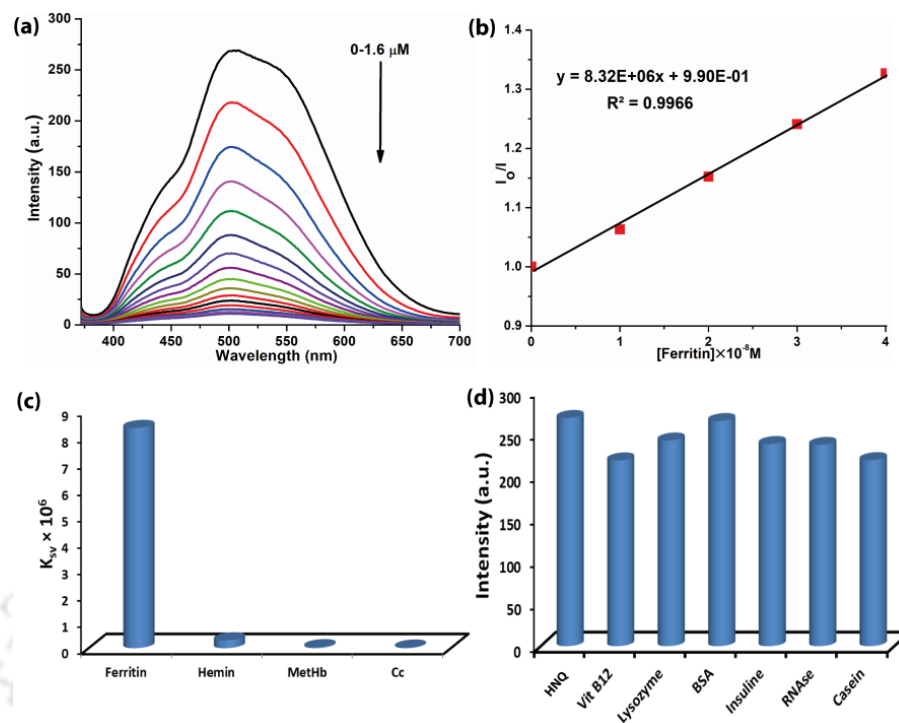 (a)
300
250
200
150
100
50
0
Intensity (a.u.)
0-1.6 μM
400 450 500 550 600 650 700
Wavelength (nm)
(b)
1.4
1.3
1.2
1.1
1.0
0.9
I₀/I
y = 8.32E+06x + 9.90E-01
R² = 0.9966
0 1 2 3 4
[Ferritin]×10⁻⁸M
(c)
9
8
7
6
5
4
3
2
1
0
Kₛᵥ × 10⁶
Ferritin Hemin MetHb Cc
(d)
300
250
200
150
100
50
0
Intensity (a.u.)
HNQ Vit B12 Lysozyme BSA Insuline RNAse Casein